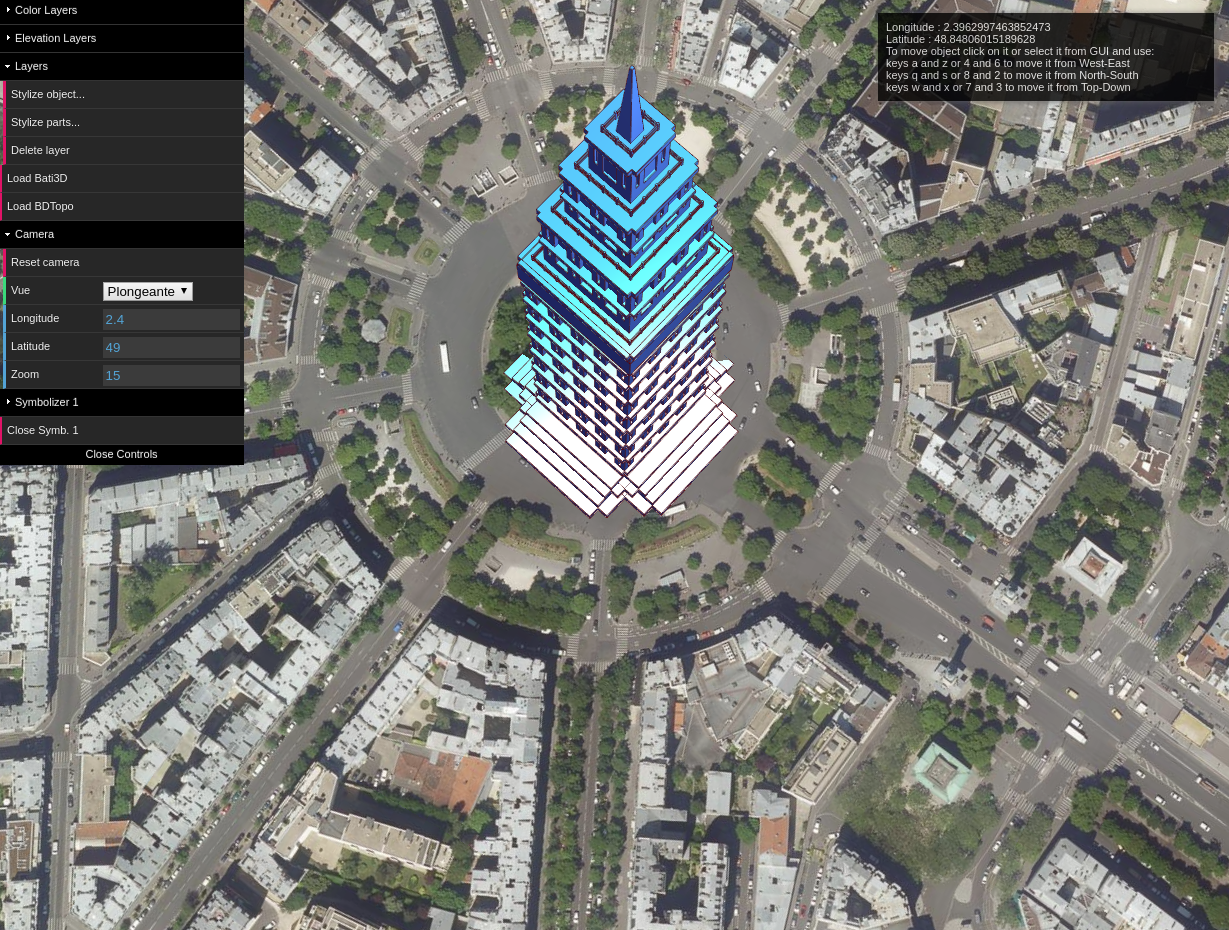 Color Layers
Elevation Layers
Layers
Stylize object...
Stylize parts...
Delete layer
Load Bati3D
Load BDTopo
Camera
Reset camera
Vue Plongeante
Longitude 2.4
Latitude 49
Zoom 15
Symbolizer 1
Close Symb. 1
Close Controls
Longitude : 2.3962997463852473
Latitude : 48.84806015189628
To move object click on it or select it from GUI and use:
keys a and z or 4 and 6 to move it from West-East
keys q and s or 8 and 2 to move it from North-South
keys w and x or 7 and 3 to move it from Top-Down